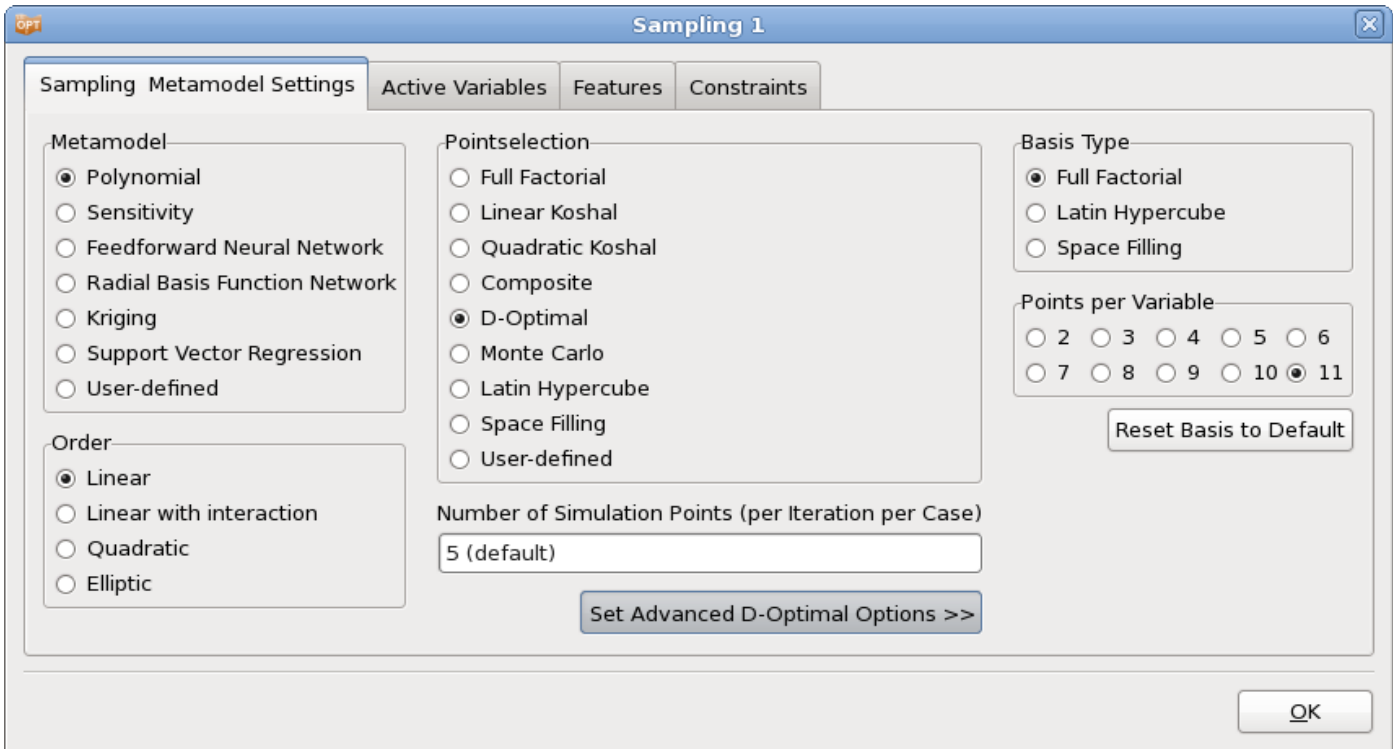 OPT
Sampling 1
Sampling Metamodel Settings
Active Variables
Features
Constraints
Metamodel
Polynomial
Sensitivity
Feedforward Neural Network
Radial Basis Function Network
Kriging
Support Vector Regression
User-defined
Order
Linear
Linear with interaction
Quadratic
Elliptic
Pointselection
Full Factorial
Linear Koshal
Quadratic Koshal
Composite
D-Optimal
Monte Carlo
Latin Hypercube
Space Filling
User-defined
Number of Simulation Points (per Iteration per Case)
5 (default)
Set Advanced D-Optimal Options >>
Basis Type
Full Factorial
Latin Hypercube
Space Filling
Points per Variable
2 3 4 5 6
7 8 9 10 11
Reset Basis to Default
OK